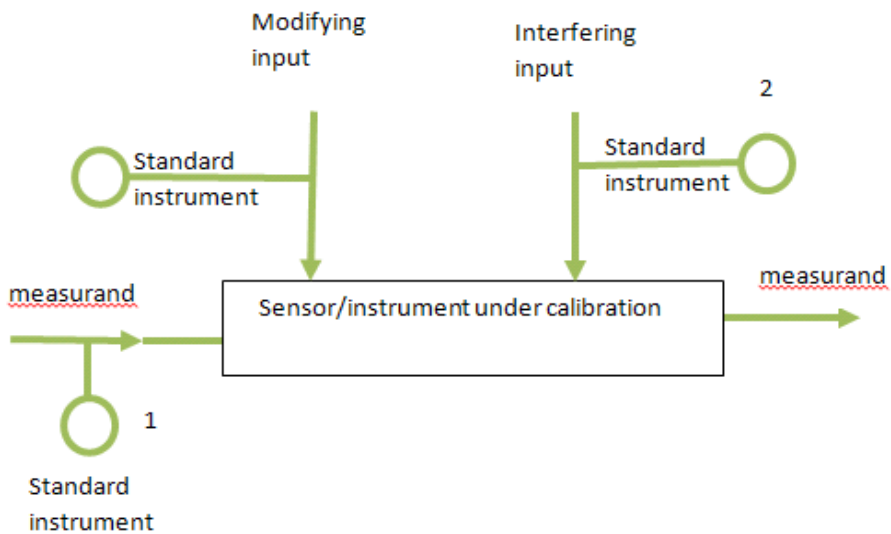 Modifying
input
Interfering
input
2
Standard
instrument
Standard
instrument
measurand
measurand
Sensor/instrument under calibration
1
Standard
instrument